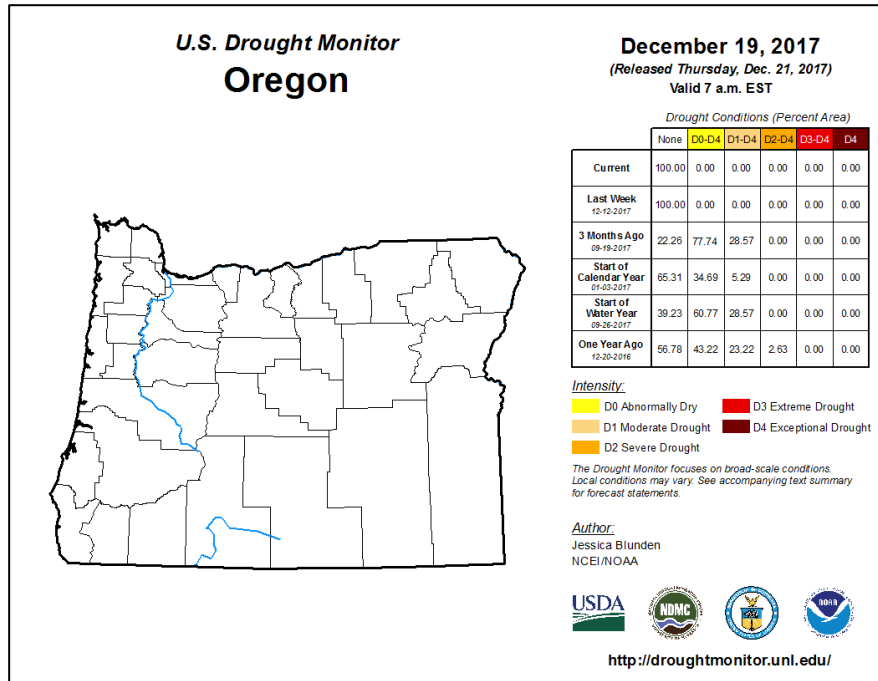 U.S. Drought Monitor
Oregon
December 19, 2017
(Released Thursday, Dec. 21, 2017)
Valid 7 a.m. EST
Drought Conditions (Percent Area)
None D0-D4 D1-D4 D2-D4 D3-D4 D4
Current 100.00 0.00 0.00 0.00 0.00 0.00
Last Week
12-12-2017 100.00 0.00 0.00 0.00 0.00 0.00
3 Months Ago
09-19-2017 22.26 77.74 28.57 0.00 0.00 0.00
Start of
Calendar Year
01-03-2017 65.31 34.69 5.29 0.00 0.00 0.00
Start of
Water Year
09-26-2017 39.23 60.77 28.57 0.00 0.00 0.00
One Year Ago
12-20-2016 56.78 43.22 23.22 2.63 0.00 0.00
Intensity:
D0 Abnormally Dry D3 Extreme Drought
D1 Moderate Drought D4 Exceptional Drought
D2 Severe Drought
The Drought Monitor focuses on broad-scale conditions.
Local conditions may vary. See accompanying text summary
for forecast statements.
Author:
Jessica Blunden
NCEI/NOAA
USDA NDMC NOAA
http://droughtmonitor.unl.edu/